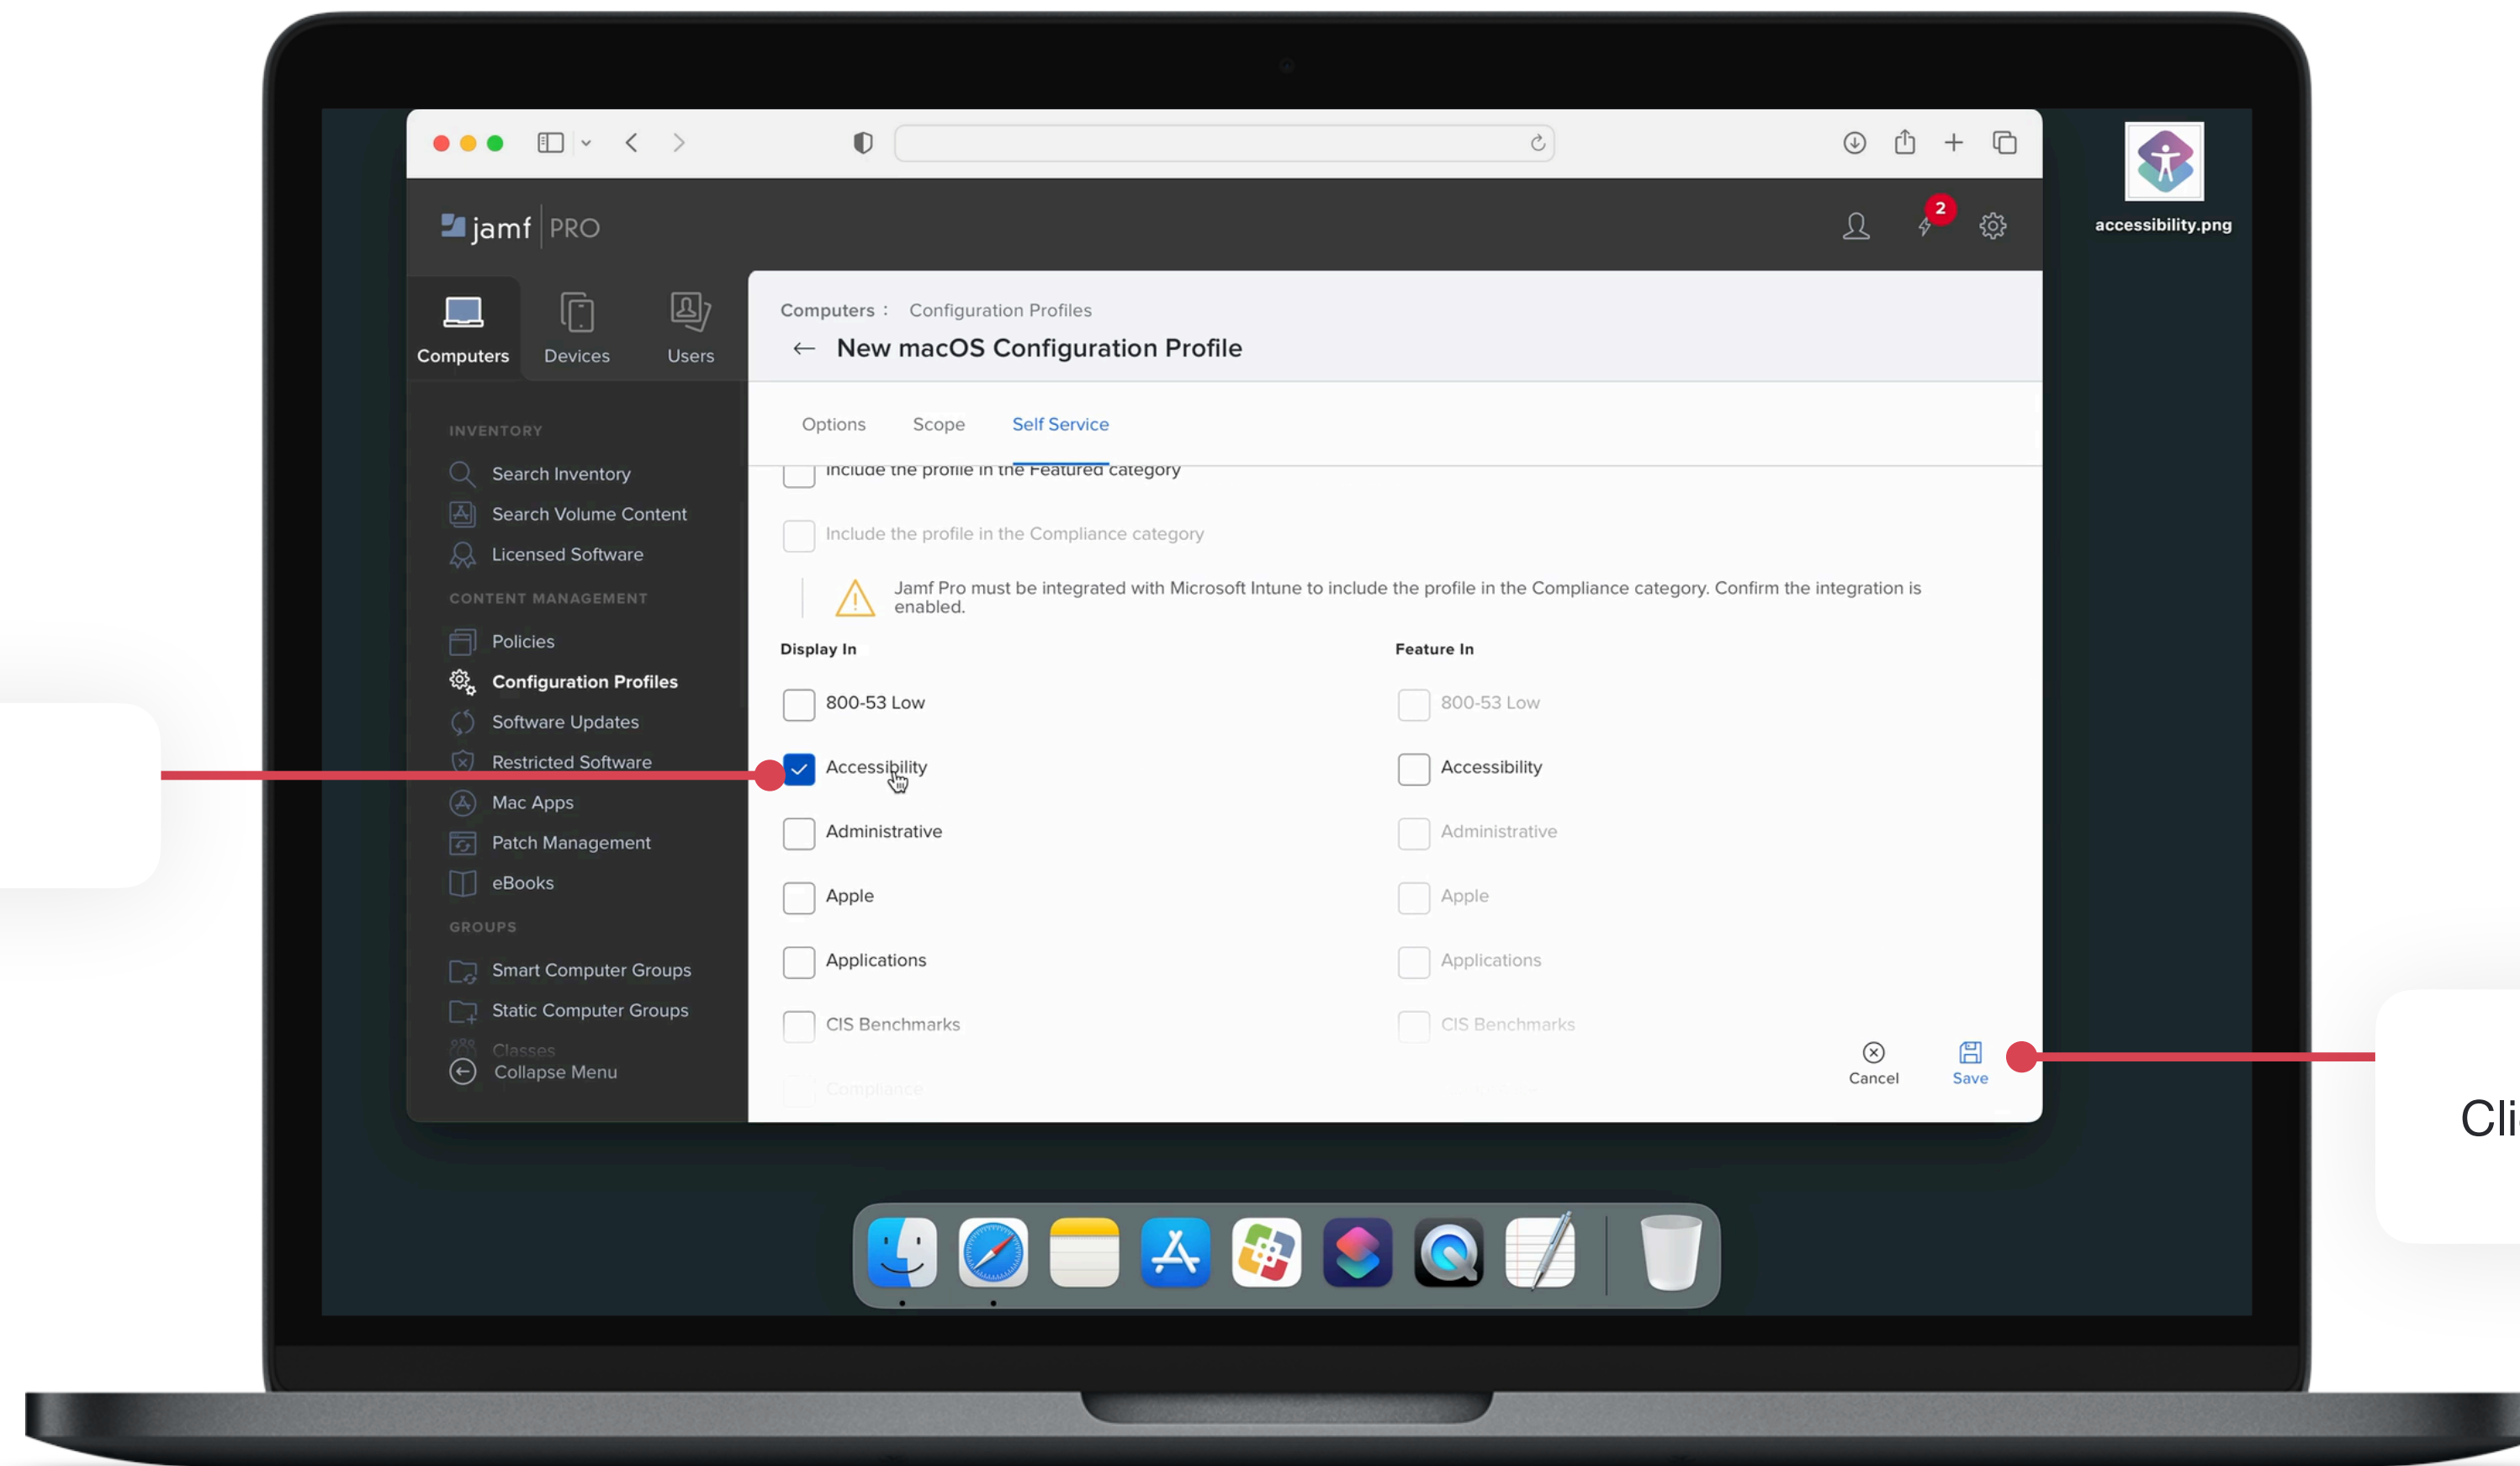 jamf PRO
2
accessibility.png
Computers
Devices
Users
Computers : Configuration Profiles
← New macOS Configuration Profile
Options
Scope
Self Service
INVENTORY
Search Inventory
Search Volume Content
Licensed Software
CONTENT MANAGEMENT
Policies
Configuration Profiles
Software Updates
Restricted Software
Mac Apps
Patch Management
eBooks
GROUPS
Smart Computer Groups
Static Computer Groups
Classes
Collapse Menu
Include the profile in the Featured category
Include the profile in the Compliance category
Jamf Pro must be integrated with Microsoft Intune to include the profile in the Compliance category. Confirm the integration is
enabled.
Display In
Feature In
800-53 Low
800-53 Low
Accessibility
Accessibility
Administrative
Administrative
Apple
Apple
Applications
Applications
CIS Benchmarks
CIS Benchmarks
Compliance
Cancel
Save